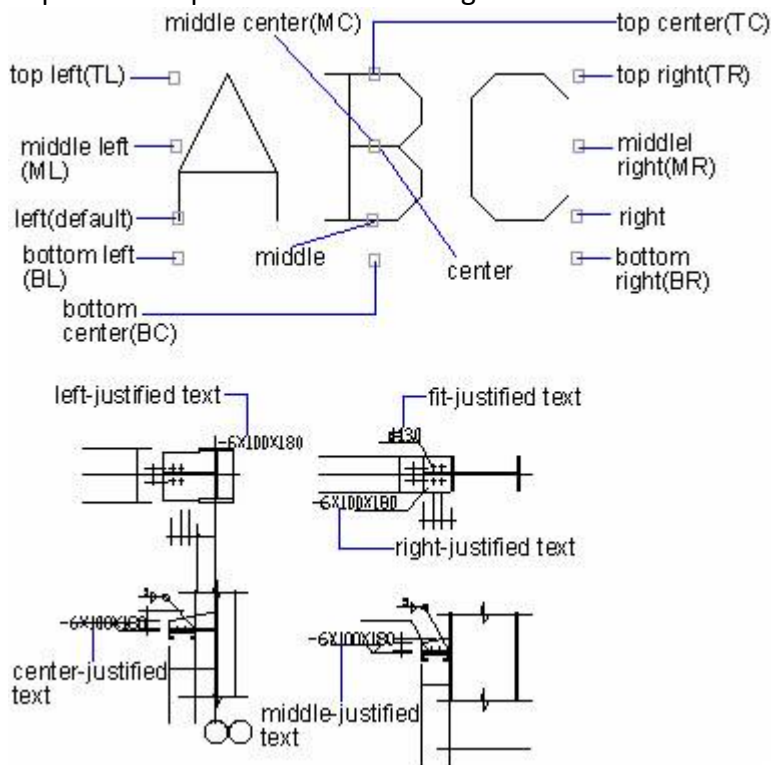 middle center(MC)
top center(TC)
top left(TL)
top right(TR)
middle left
(ML)
middlel
right(MR)
left(default)
right
bottom left
(BL)
middle
center
bottom
right(BR)
bottom
center(BC)
left-justified text
fit-justified text
-6X100X180
-6X100X180
right-justified text
-6X100X180
-6X100X180
center-justified
text
middle-justified
text